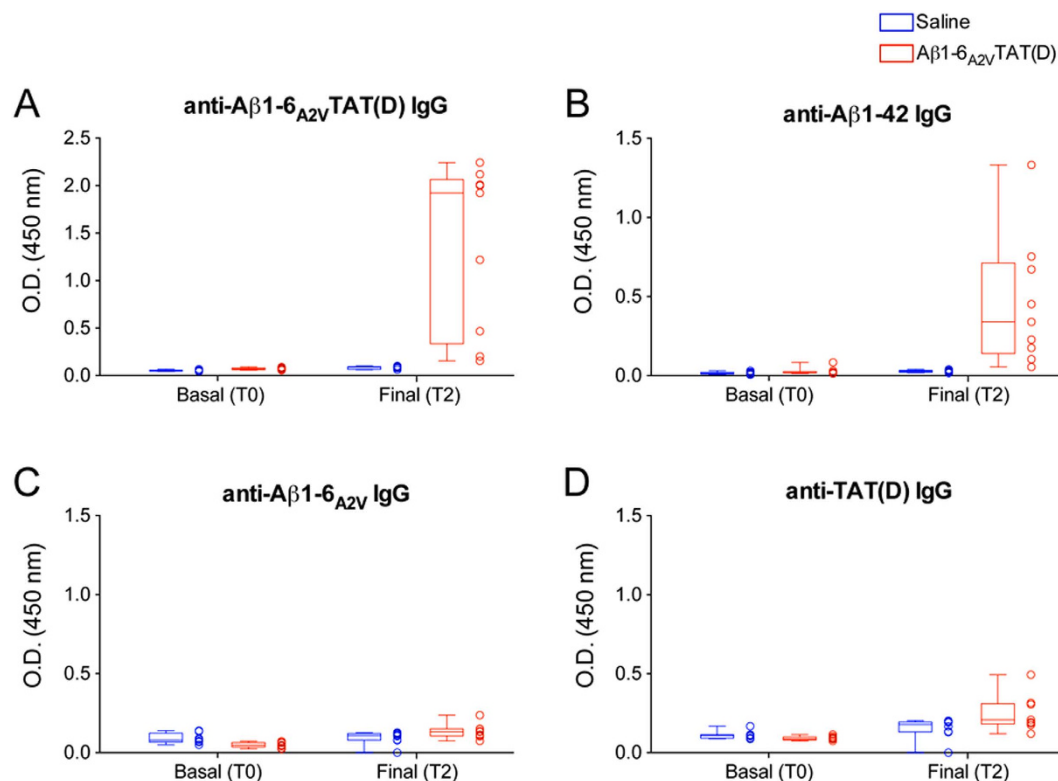 Saline
Aβ1-6A2VTAT(D)
A
anti-Aβ1-6A2VTAT(D) IgG
O.D. (450 nm)
2.5
2.0
1.5
1.0
0.5
0.0
Basal (T0)
Final (T2)
B
anti-Aβ1-42 IgG
O.D. (450 nm)
1.5
1.0
0.5
0.0
Basal (T0)
Final (T2)
C
anti-Aβ1-6A2V IgG
O.D. (450 nm)
1.5
1.0
0.5
0.0
Basal (T0)
Final (T2)
D
anti-TAT(D) IgG
O.D. (450 nm)
1.5
1.0
0.5
0.0
Basal (T0)
Final (T2)